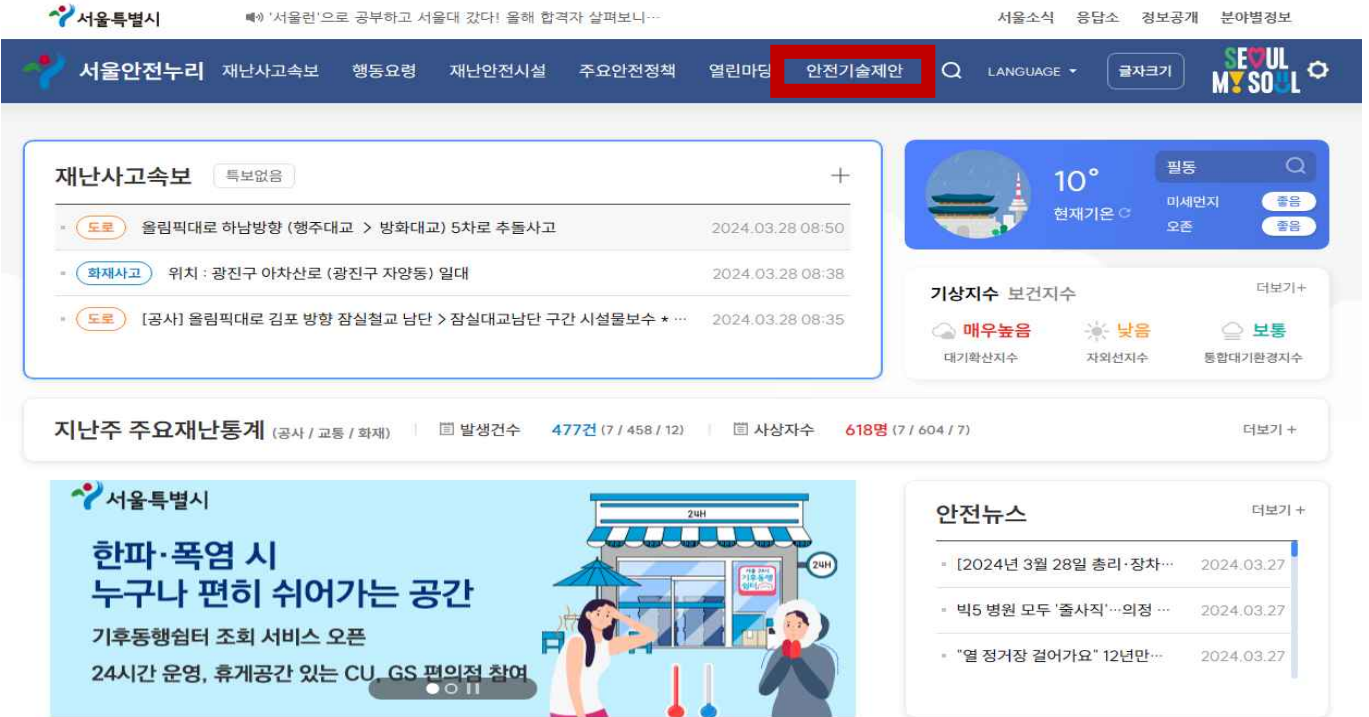 서울특별시
'서울런'으로 공부하고 서울대 갔다! 올해 합격자 살펴보니…
서울소식 응답소 정보공개 분야별정보
서울안전누리 재난사고속보 행동요령 재난안전시설 주요안전정책 열린마당 안전기술제안 LANGUAGE 글자크기 SEOUL MY SOUL
재난사고속보 특보없음
도로 올림픽대로 하남방향 (행주대교 > 방화대교) 5차로 추돌사고 2024.03.28 08:50
화재사고 위치 : 광진구 아차산로 (광진구 자양동) 일대 2024.03.28 08:38
도로 [공사] 올림픽대로 김포 방향 잠실철교 남단 > 잠실대교남단 구간 시설물보수 * … 2024.03.28 08:35
10°
현재기온
필동
미세먼지 좋음
오존 좋음
기상지수 보건지수 더보기+
매우높음 낮음 보통
대기확산지수 자외선지수 통합대기환경지수
지난주 주요재난통계 (공사 / 교통 / 화재) 발생건수 477건 (7 / 458 / 12) 사상자수 618명 (7 / 604 / 7) 더보기 +
서울특별시
한파·폭염 시
누구나 편히 쉬어가는 공간
기후동행쉼터 조회 서비스 오픈
24시간 운영, 휴게공간 있는 CU, GS 편의점 참여
24H
24H
서울 24시
기후동행
쉼터
안전뉴스 더보기 +
[2024년 3월 28일 총리·장차… 2024.03.27
빅5 병원 모두 '줄사직'…의정 … 2024.03.27
"열 정거장 걸어가요" 12년만… 2024.03.27